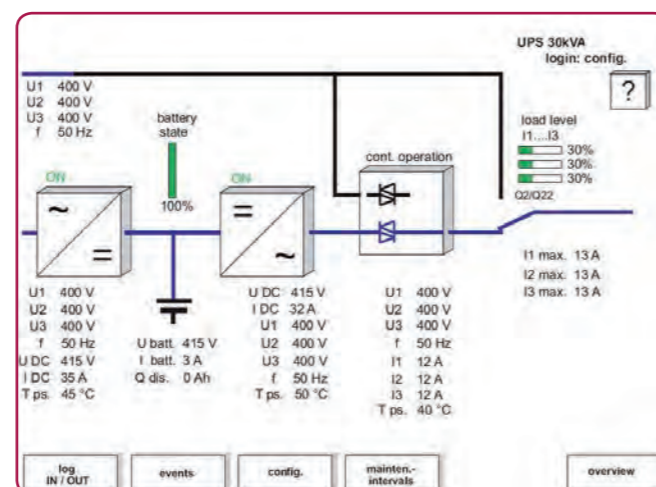 UPS 30kVA
login: config.
?
U1 400 V
U2 400 V
U3 400 V
f 50 Hz
battery
state
100%
load level
I1....I3
30%
30%
30%
cont. operation
Q2/Q22
ON
~
=
ON
=
~
I1 max. 13 A
I2 max. 13 A
I3 max. 13 A
U1 400 V
U2 400 V
U3 400 V
f 50 Hz
U DC 415 V
I DC 35 A
T ps. 45 °C
U batt. 415 V
I batt. 3 A
Q dis. 0 Ah
U DC 415 V
I DC 32 A
U1 400 V
U2 400 V
U3 400 V
f 50 Hz
T ps. 50 °C
U1 400 V
U2 400 V
U3 400 V
f 50 Hz
I1 12 A
I2 12 A
I3 12 A
T ps. 40 °C
log
IN / OUT
events
config.
mainten.-
intervals
overview